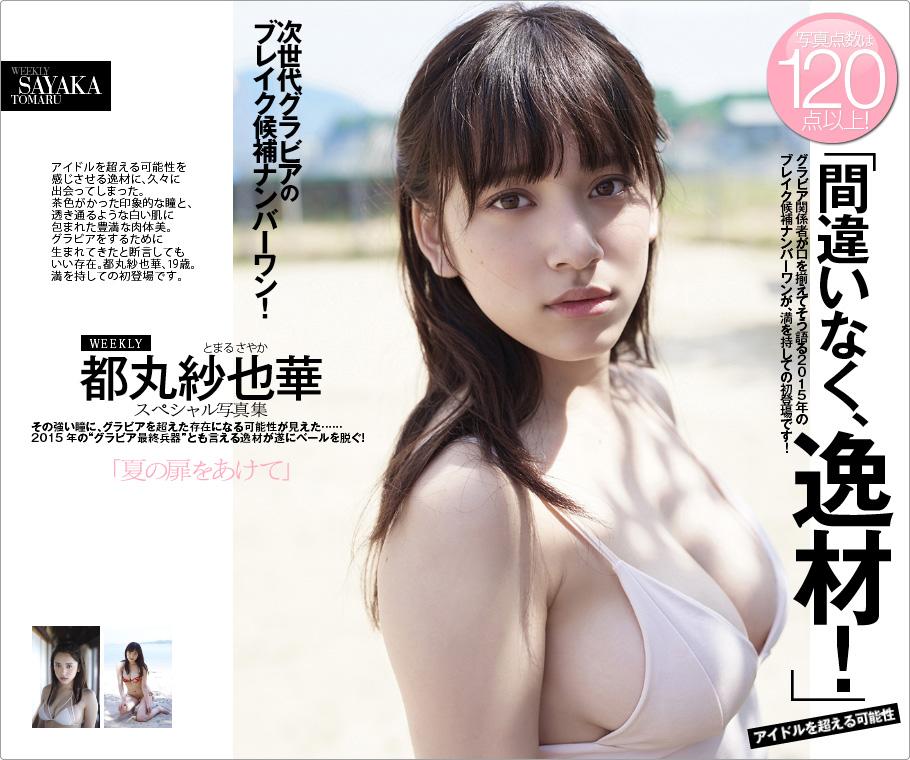 WEEKLY
SAYAKA
TOMARU
アイドルを超える可能性を
感じさせる逸材に、久々に
出会ってしまった。
茶色がかった印象的な瞳と、
透き通るような白い肌に
包まれた豊満な肉体美。
グラビアをするために
生まれてきたと断言しても
いい存在。都丸紗也華、19歳。
満を持しての初登場です。
WEEKLY
とまる さやか
都丸紗也華
スペシャル写真集
その強い瞳に、グラビアを超えた存在になる可能性が見えた……
2015年の“グラビア最終兵器”とも言える逸材が遂にベールを脱ぐ!
「夏の扉をあけて」
次世代グラビアの
ブレイク候補ナンバーワン!
写真点数は
120
点以上!
「間違いなく、逸材!」
グラビア関係者が口を揃えてそう語る2015年の
ブレイク候補ナンバーワンが、満を持しての初登場です!
アイドルを超える可能性